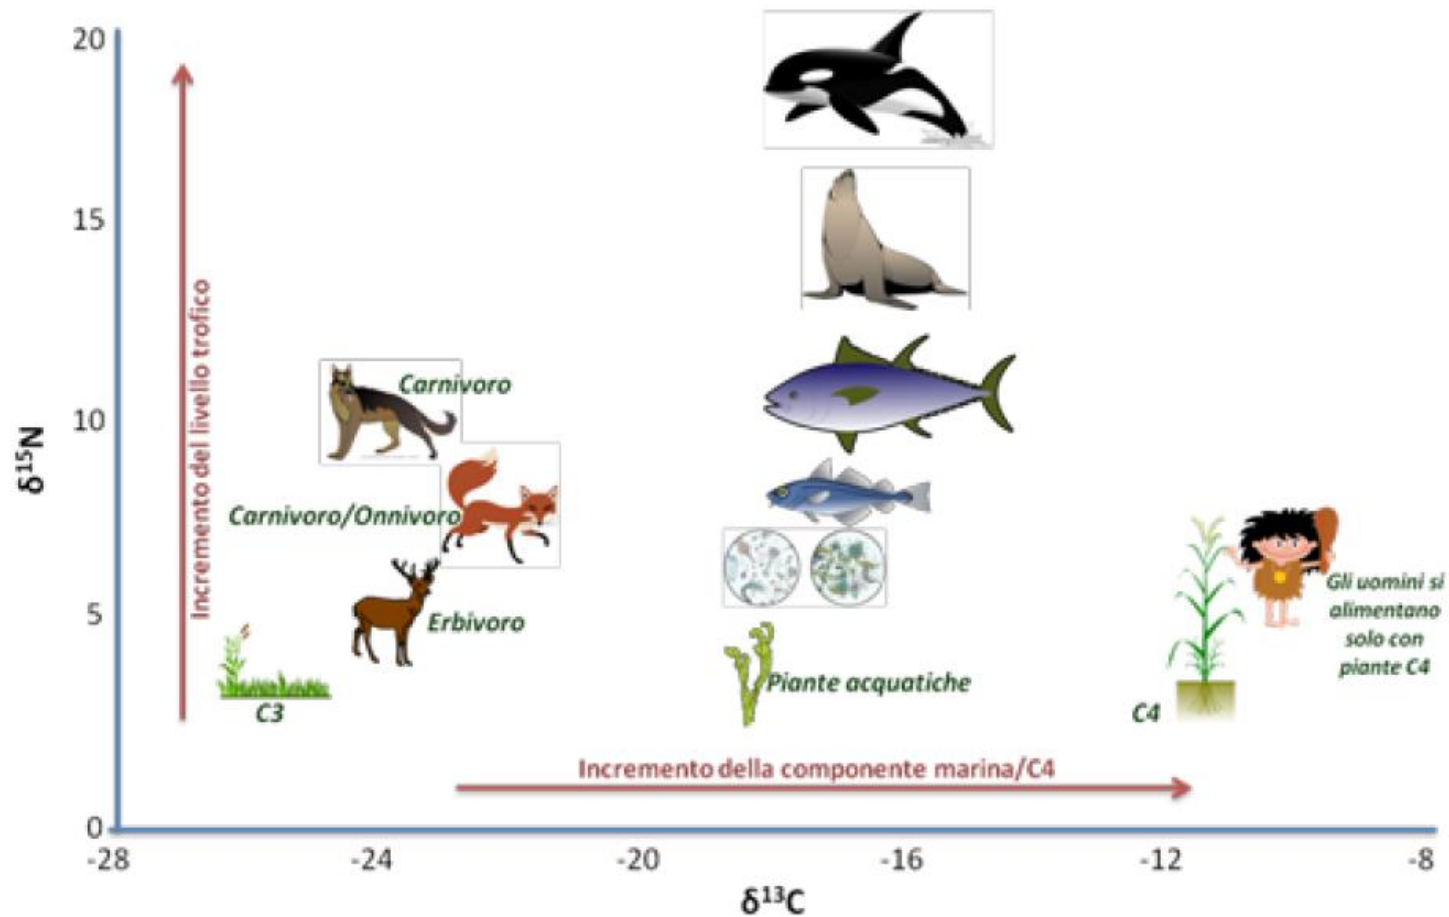 20
15
10
5
0
δ15N
Incremento del livello trofico
Carnivoro
Carnivoro/Onnivoro
Erbivoro
C3
Piante acquatiche
C4
Gli uomini si
alimentano
solo con
piante C4
Incremento della componente marina/C4
-28 -24 -20 -16 -12 -8
δ13C